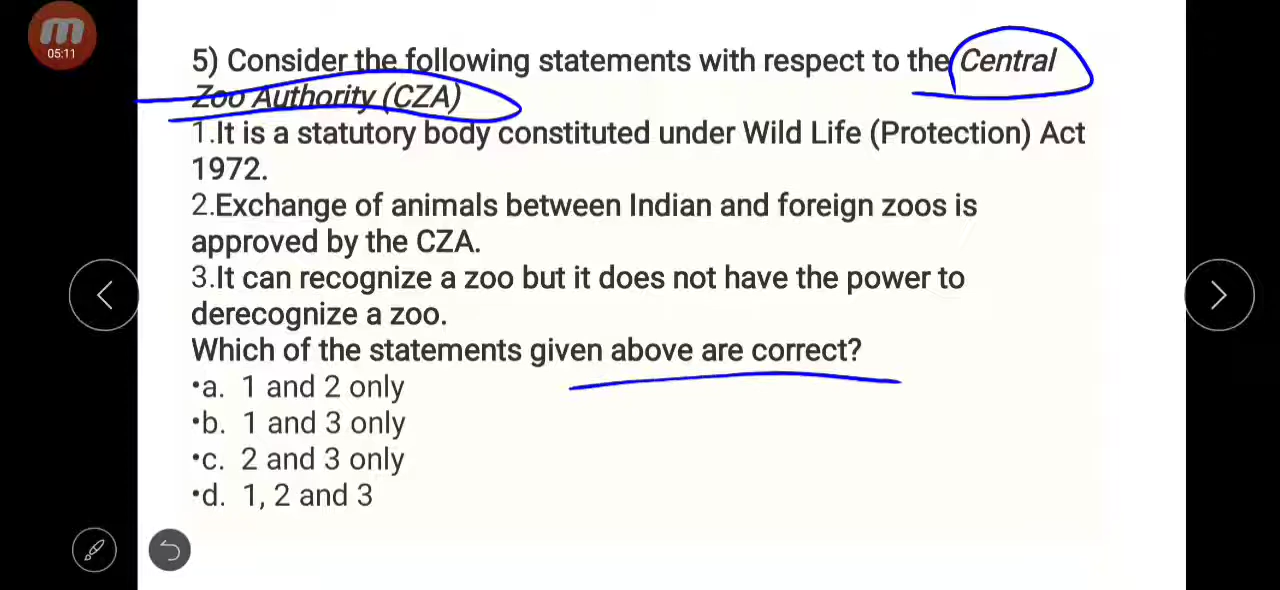 05:11
5) Consider the following statements with respect to the Central
Zoo Authority (CZA)
1.It is a statutory body constituted under Wild Life (Protection) Act
1972.
2.Exchange of animals between Indian and foreign zoos is
approved by the CZA.
3.It can recognize a zoo but it does not have the power to
derecognize a zoo.
Which of the statements given above are correct?
•a. 1 and 2 only
•b. 1 and 3 only
•c. 2 and 3 only
•d. 1, 2 and 3